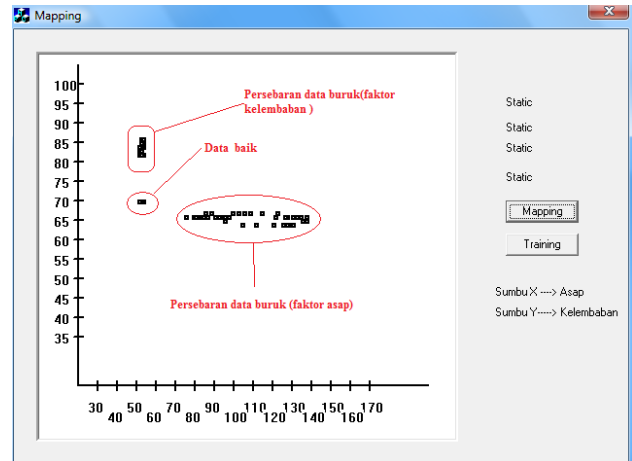 Mapping
100
95
90
85
80
75
70
65
60
55
50
45
40
35
Persebaran data buruk(faktor
kelembaban )
Data baik
Persebaran data buruk (faktor asap)
30 40 50 60 70 80 90 100 110 120 130 140 150 160 170
Static
Static
Static
Static
Mapping
Training
Sumbu X ----> Asap
Sumbu Y-----> Kelembaban